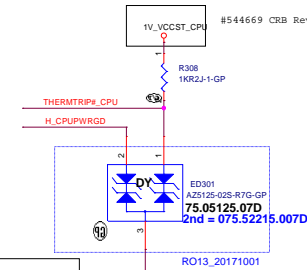 1V_VCCST_CPU
#544669 CRB Rev
1
R308
1KR2J-1-GP
THERMTRIP#_CPU
H_CPUPWRGD
2
1
DY
ED301
AZ5125-02S-R7G-GP
75.05125.07D
2nd = 075.52215.007D
3
RO13_20171001